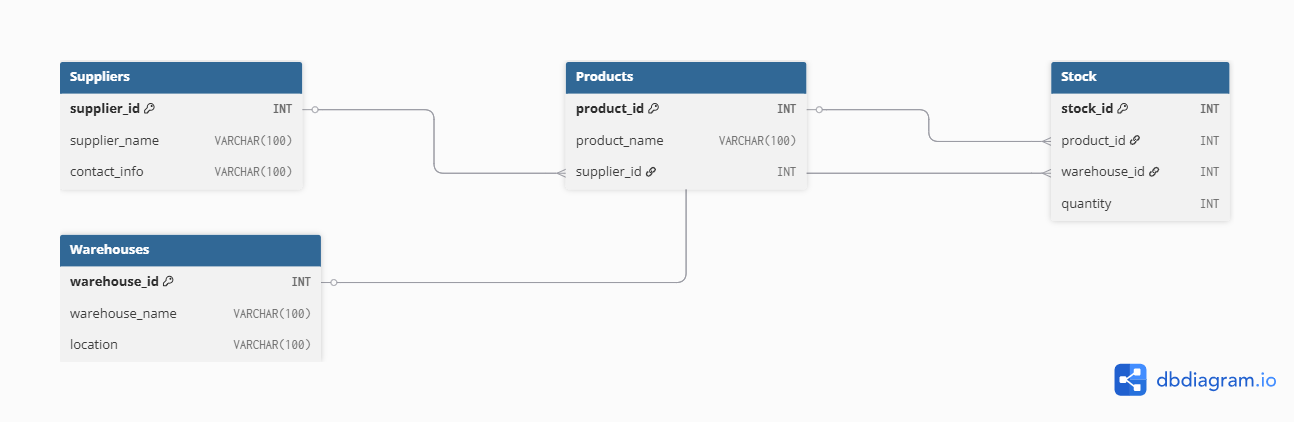 Suppliers
supplier_id INT
supplier_name VARCHAR(100)
contact_info VARCHAR(100)
Warehouses
warehouse_id INT
warehouse_name VARCHAR(100)
location VARCHAR(100)
Products
product_id INT
product_name VARCHAR(100)
supplier_id INT
Stock
stock_id INT
product_id INT
warehouse_id INT
quantity INT
dbdiagram.io